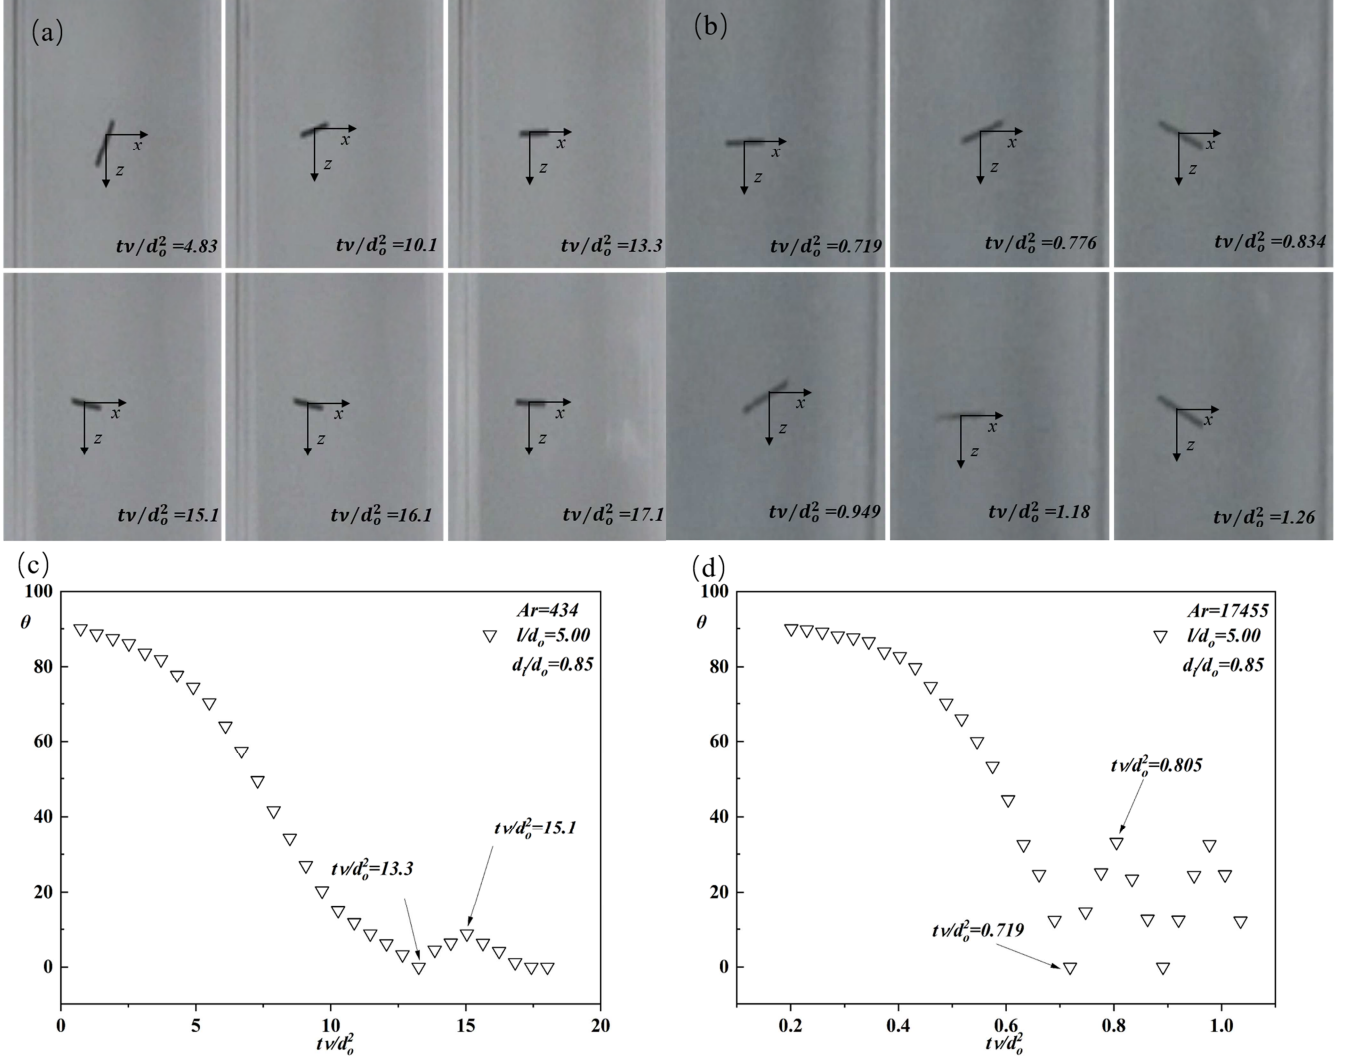 (a)
x
z
tν/d_o^2 =4.83
x
z
tν/d_o^2 =10.1
x
z
tν/d_o^2 =13.3
x
z
tν/d_o^2 =15.1
x
z
tν/d_o^2 =16.1
x
z
tν/d_o^2 =17.1
(b)
x
z
tν/d_o^2 =0.719
x
z
tν/d_o^2 =0.776
x
z
tν/d_o^2 =0.834
x
z
tν/d_o^2 =0.949
x
z
tν/d_o^2 =1.18
x
z
tν/d_o^2 =1.26
(c)
θ
100
80
60
40
20
0
Ar=434
l/d_o=5.00
d_i/d_o=0.85
tν/d_o^2=15.1
tν/d_o^2=13.3
0 5 10 15 20
tν/d_o^2
(d)
θ
100
80
60
40
20
0
Ar=17455
l/d_o=5.00
d_i/d_o=0.85
tν/d_o^2=0.805
tν/d_o^2=0.719
0.2 0.4 0.6 0.8 1.0
tν/d_o^2